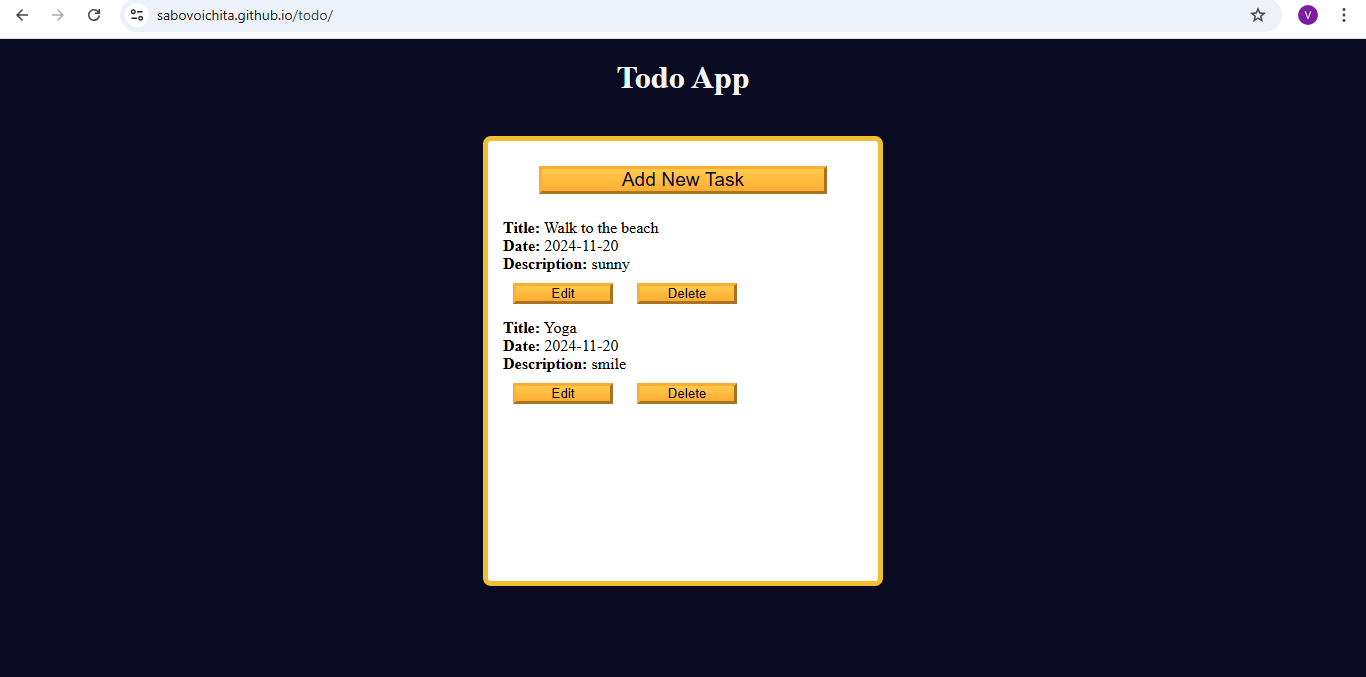 sabovoichita.github.io/todo/
V
Todo App
Add New Task
Title: Walk to the beach
Date: 2024-11-20
Description: sunny
Edit Delete
Title: Yoga
Date: 2024-11-20
Description: smile
Edit Delete